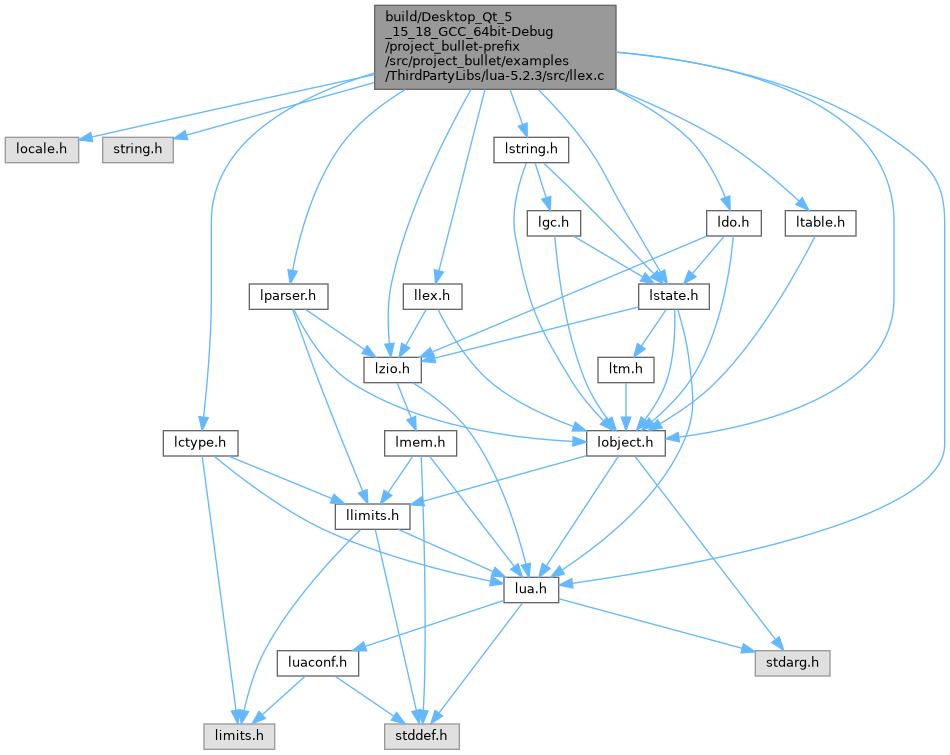 build/Desktop_Qt_5
_15_18_GCC_64bit-Debug
/project_bullet-prefix
/src/project_bullet/examples
/ThirdPartyLibs/lua-5.2.3/src/llex.c
locale.h
string.h
lstring.h
lgc.h
ldo.h
ltable.h
lparser.h
llex.h
lstate.h
lzio.h
ltm.h
lctype.h
lmem.h
lobject.h
llimits.h
lua.h
luaconf.h
stdarg.h
limits.h
stddef.h